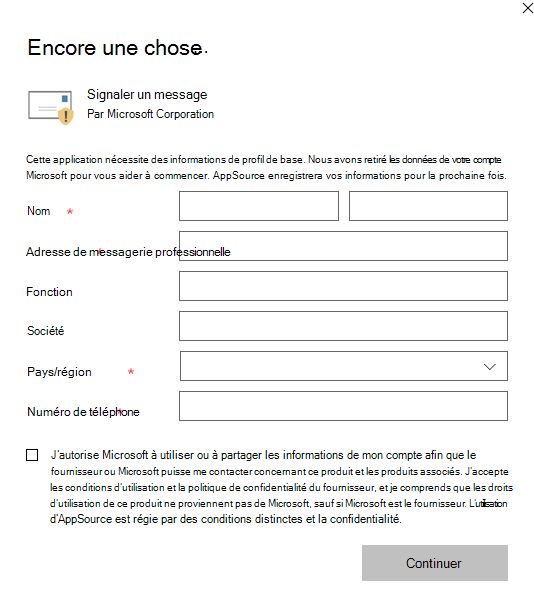 Encore une chose.
Signaler un message
Par Microsoft Corporation
Cette application nécessite des informations de profil de base. Nous avons retiré les données de votre compte
Microsoft pour vous aider à commencer. AppSource enregistrera vos informations pour la prochaine fois.
Nom *
Adresse de messagerie professionnelle *
Fonction
Société
Pays/région *
Numéro de téléphone *
J'autorise Microsoft à utiliser ou à partager les informations de mon compte afin que le
fournisseur ou Microsoft puisse me contacter concernant ce produit et les produits associés. J'accepte
les conditions d'utilisation et la politique de confidentialité du fournisseur, et je comprends que les droits
d'utilisation de ce produit ne proviennent pas de Microsoft, sauf si Microsoft est le fournisseur. L'utilisation
d'AppSource est régie par des conditions distinctes et la confidentialité.
Continuer